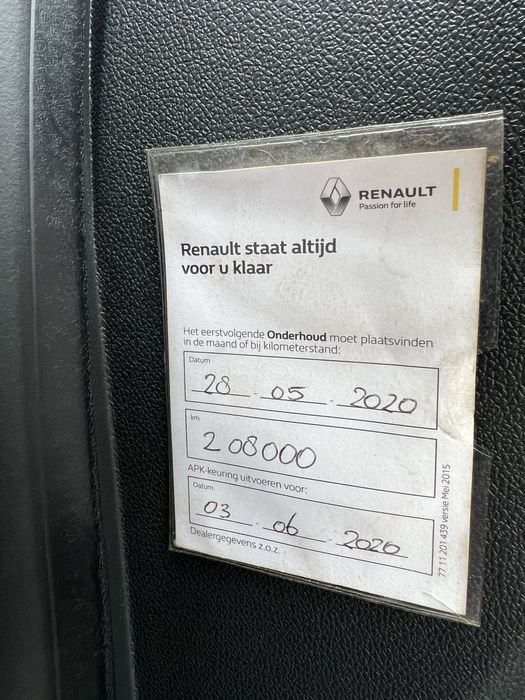 RENAULT
Passion for life
Renault staat altijd
voor u klaar
Het eerstvolgende Onderhoud moet plaatsvinden
in de maand of bij kilometerstand:
Datum
28 . 05 . 2020
km
208000
APK-keuring uitvoeren voor:
Datum
03 . 06 . 2020
Dealergegevens z.o.z.
77 11 201 439 versie Mei 2015